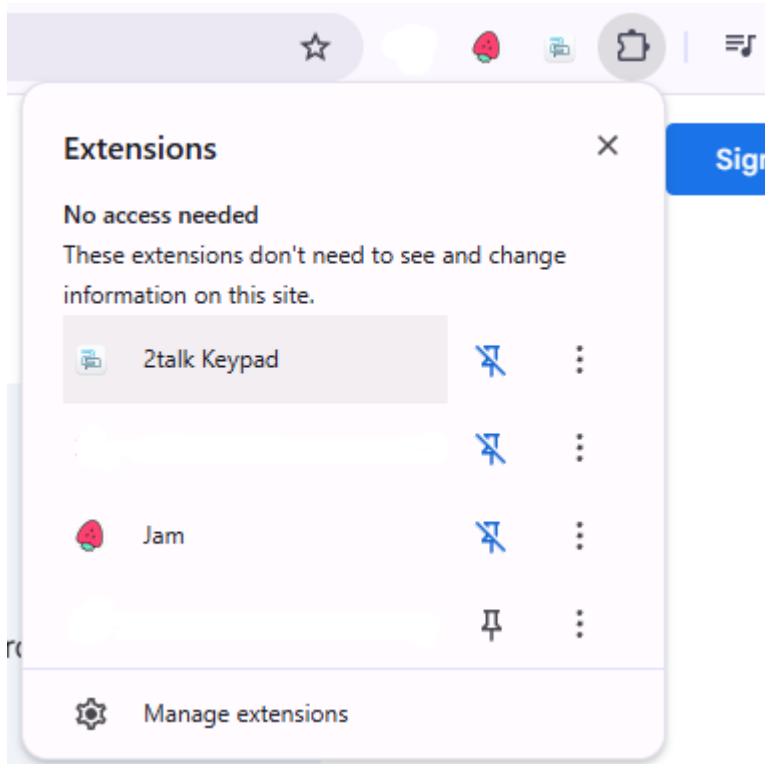 Sig
Extensions
No access needed
These extensions don't need to see and change
information on this site.
2talk Keypad
Jam
Manage extensions